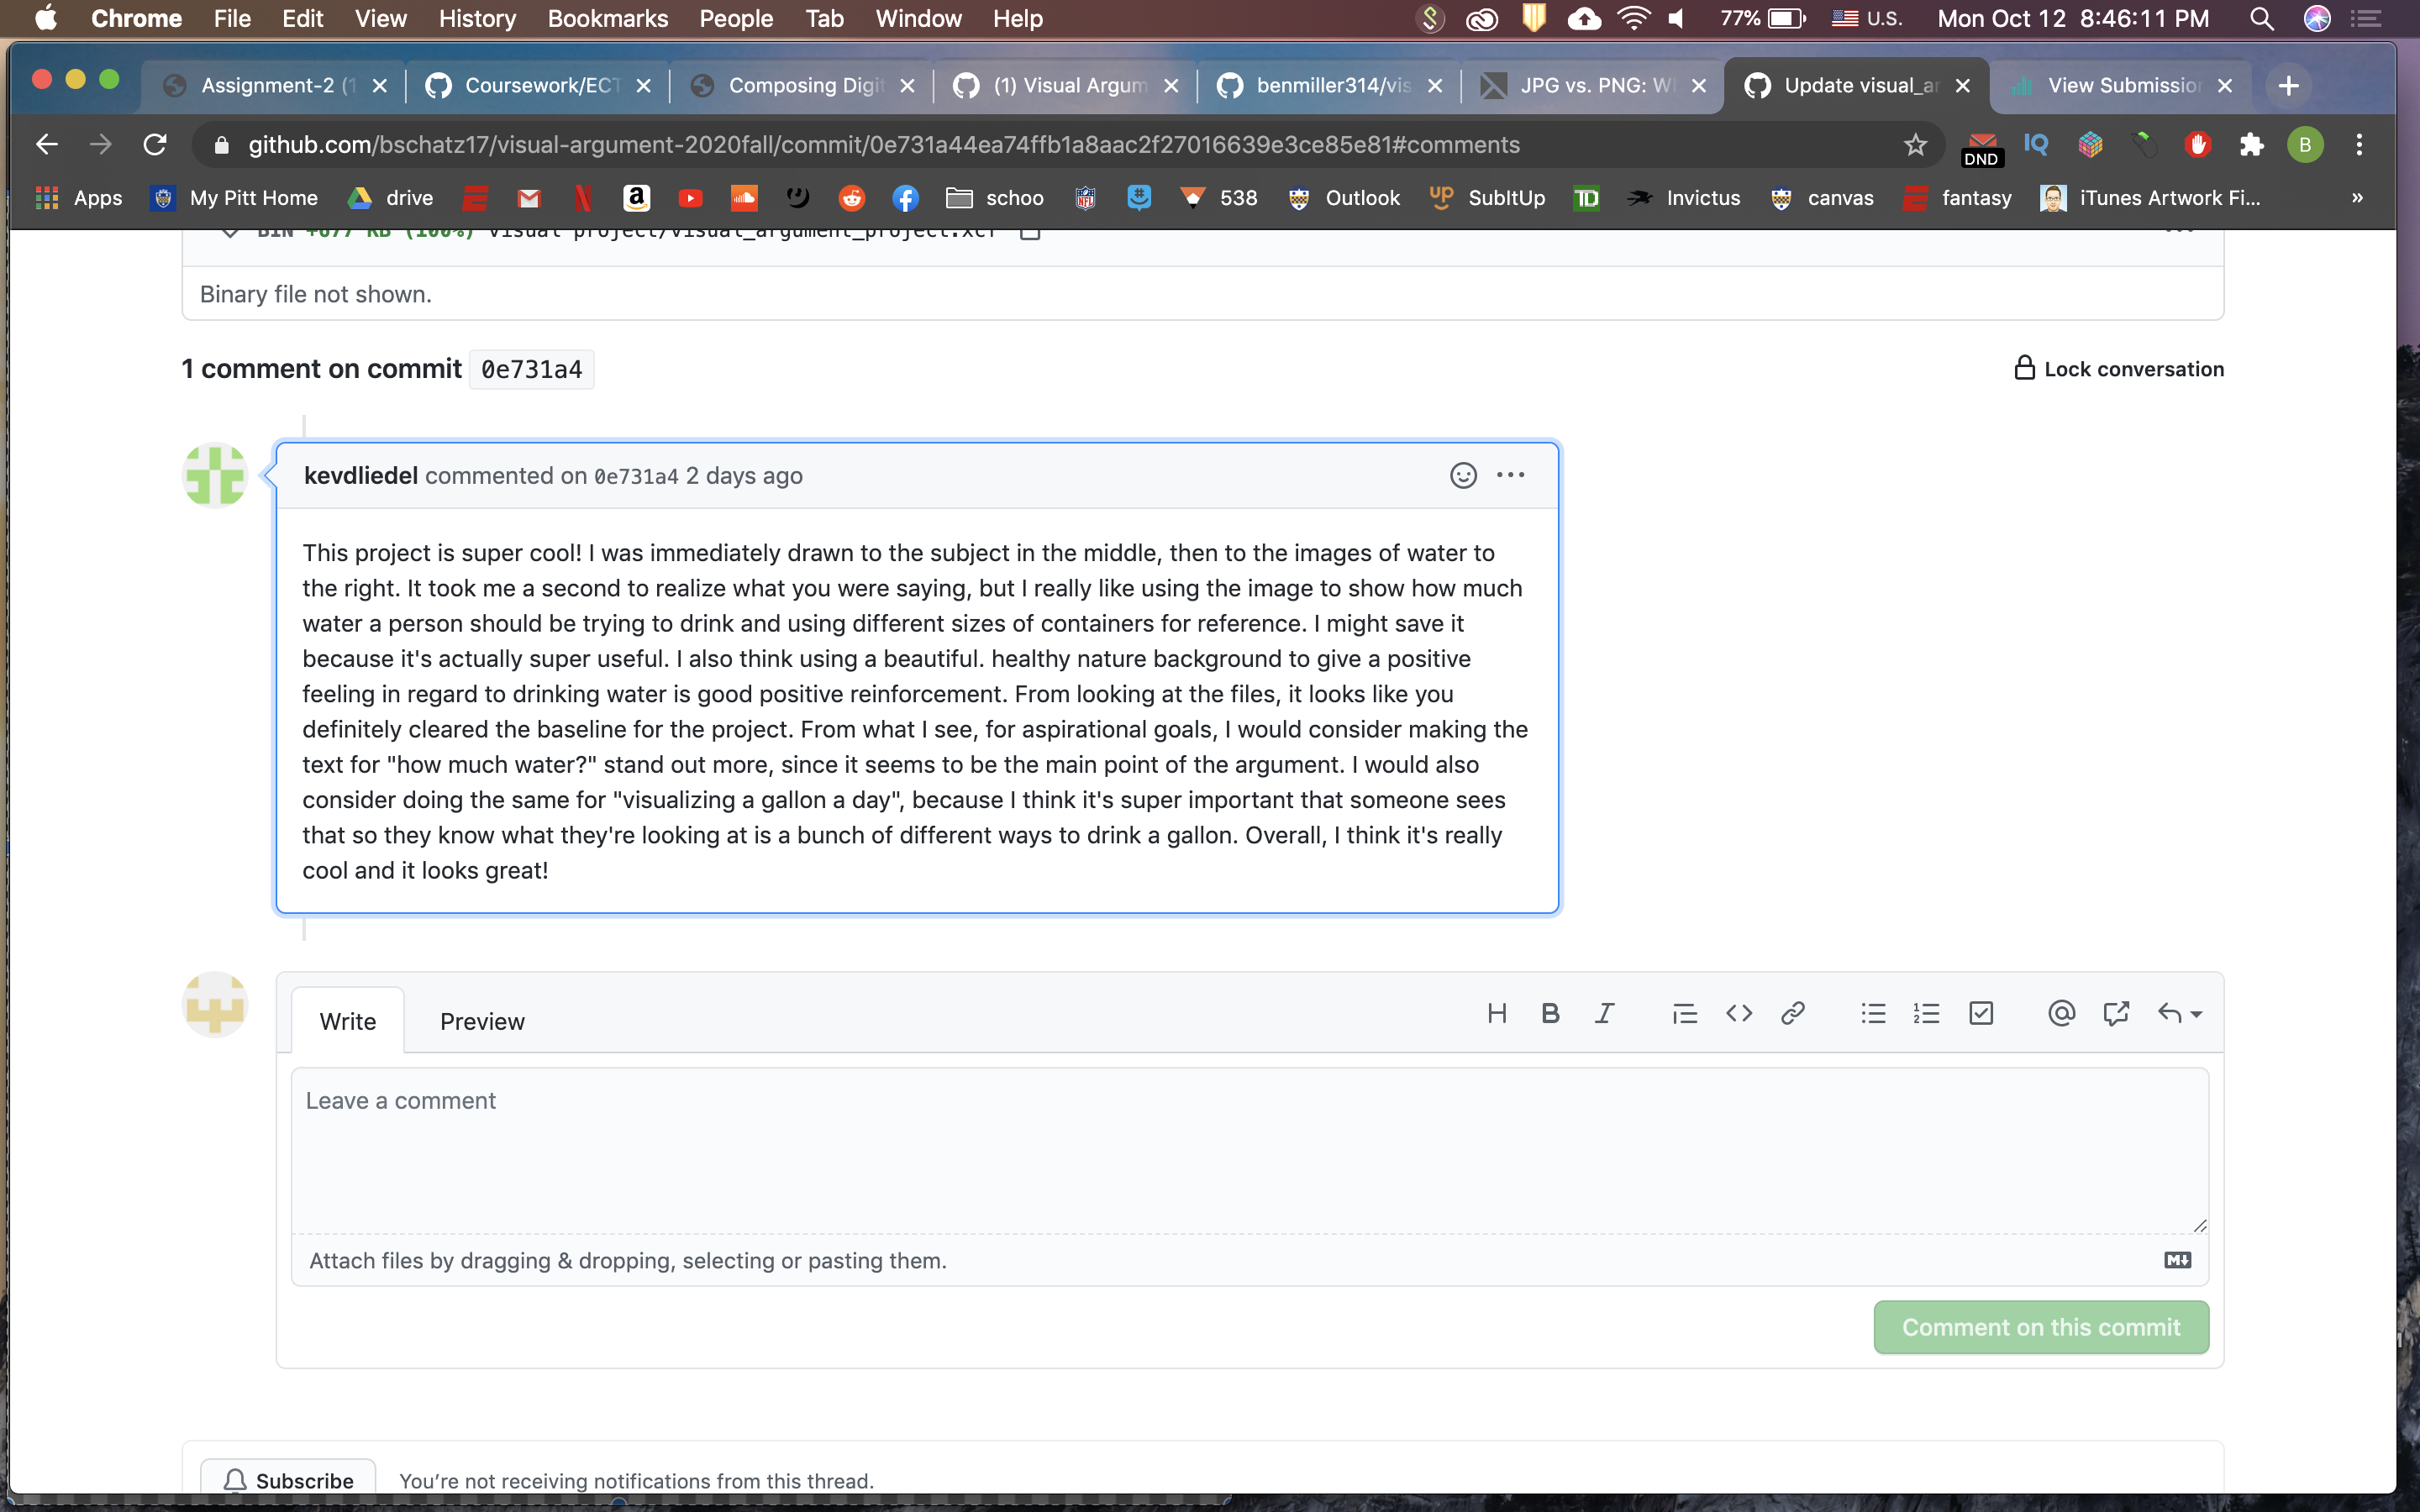 Chrome File Edit View History Bookmarks People Tab Window Help 77% U.S. Mon Oct 12 8:46:11 PM
Assignment-2 (1 Coursework/ECT Composing Digit (1) Visual Argum benmiller314/vis JPG vs. PNG: Wh Update visual_ar View Submission
github.com/bschatz17/visual-argument-2020fall/commit/0e731a44ea74ffb1a8aac2f27016639e3ce85e81#comments DND IQ B
Apps My Pitt Home drive schoo 538 Outlook SubItUp TD Invictus canvas fantasy iTunes Artwork Fi... »
BIN +677 KB (100%) visual project/visual_argument_project.xcf
Binary file not shown.
1 comment on commit 0e731a4 Lock conversation
kevdliedel commented on 0e731a4 2 days ago
This project is super cool! I was immediately drawn to the subject in the middle, then to the images of water to
the right. It took me a second to realize what you were saying, but I really like using the image to show how much
water a person should be trying to drink and using different sizes of containers for reference. I might save it
because it's actually super useful. I also think using a beautiful. healthy nature background to give a positive
feeling in regard to drinking water is good positive reinforcement. From looking at the files, it looks like you
definitely cleared the baseline for the project. From what I see, for aspirational goals, I would consider making the
text for "how much water?" stand out more, since it seems to be the main point of the argument. I would also
consider doing the same for "visualizing a gallon a day", because I think it's super important that someone sees
that so they know what they're looking at is a bunch of different ways to drink a gallon. Overall, I think it's really
cool and it looks great!
Write Preview
Leave a comment
Attach files by dragging & dropping, selecting or pasting them.
Comment on this commit
Subscribe You're not receiving notifications from this thread.